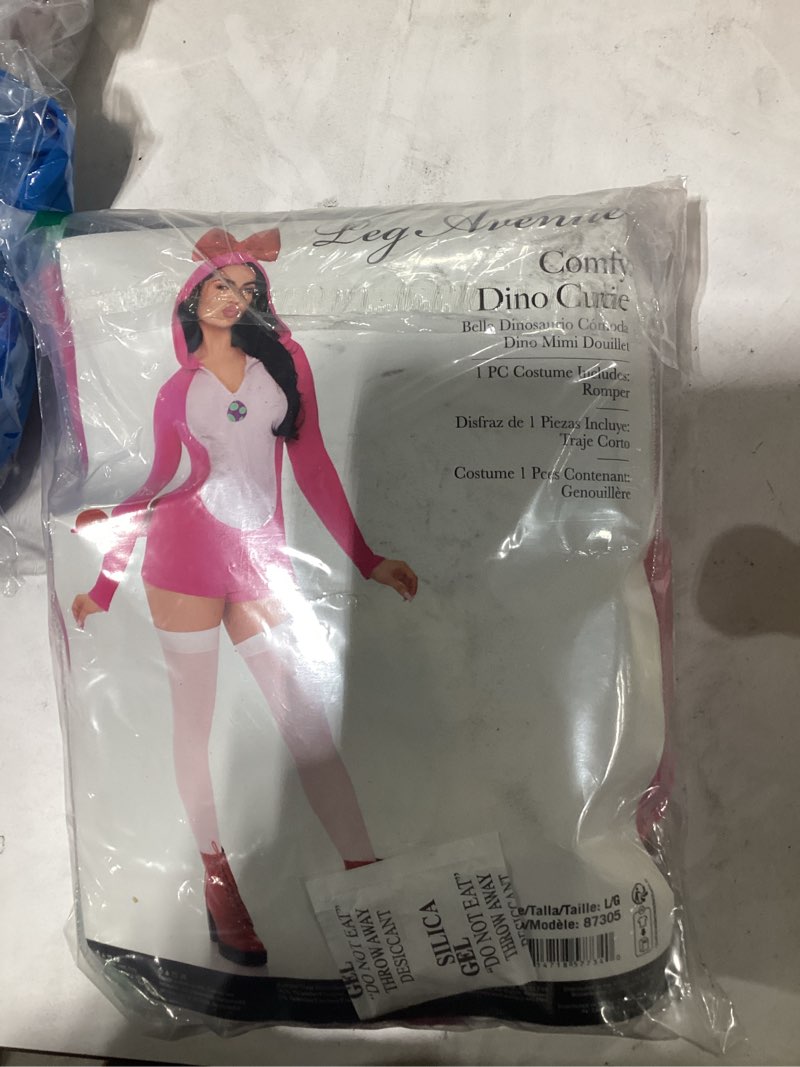 Leg Avenue
Comfy
Dino Cutie
Bella Dinosaurio Cómoda
Dino Mimi Douillet
1 PC Costume Includes:
Romper
Disfraz de 1 Piezas Incluye:
Traje Corto
Costume 1 Pces Contenant:
Genouillère
e/Talla/Taille: L/G
/Modèle: 87305
GEL
"DO NOT EAT"
THROW AWAY
DESICCANT
SILICA
GEL
"DO NOT EAT"
THROW AWAY
DESICCANT